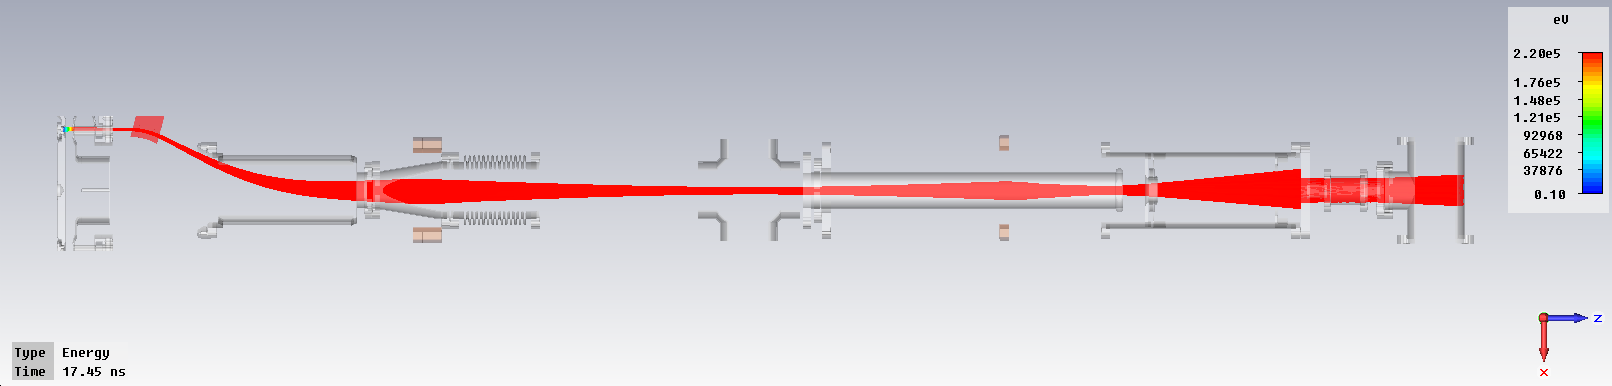 eV
2.20e5
1.76e5
1.48e5
1.21e5
92968
65422
37876
0.10
z
x
Type Energy
Time 17.45 ns